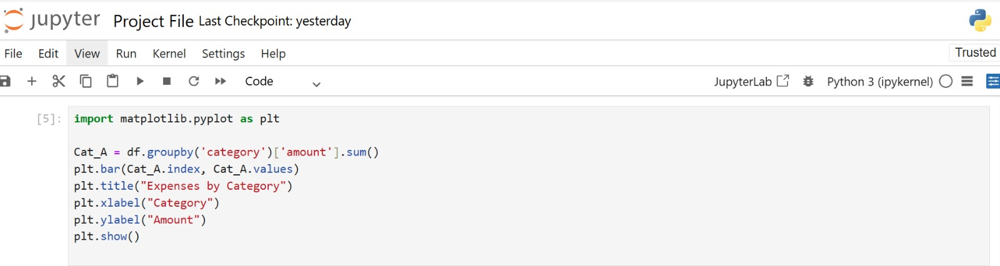 jupyter Project File Last Checkpoint: yesterday
File Edit View Run Kernel Settings Help Trusted
Code JupyterLab Python 3 (ipykernel)
[5]: import matplotlib.pyplot as plt
Cat_A = df.groupby('category')['amount'].sum()
plt.bar(Cat_A.index, Cat_A.values)
plt.title("Expenses by Category")
plt.xlabel("Category")
plt.ylabel("Amount")
plt.show()